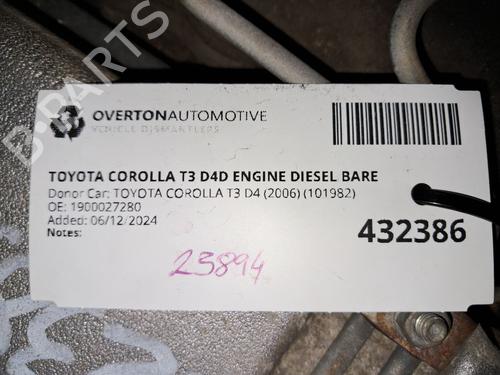 OVERTONAUTOMOTIVE
VEHICLE DISMANTLERS
TOYOTA COROLLA T3 D4D ENGINE DIESEL BARE
Donor Car: TOYOTA COROLLA T3 D4 (2006) (101982)
OE: 1900027280
Added: 06/12/2024
Notes:
432386
23894
D-PARTS